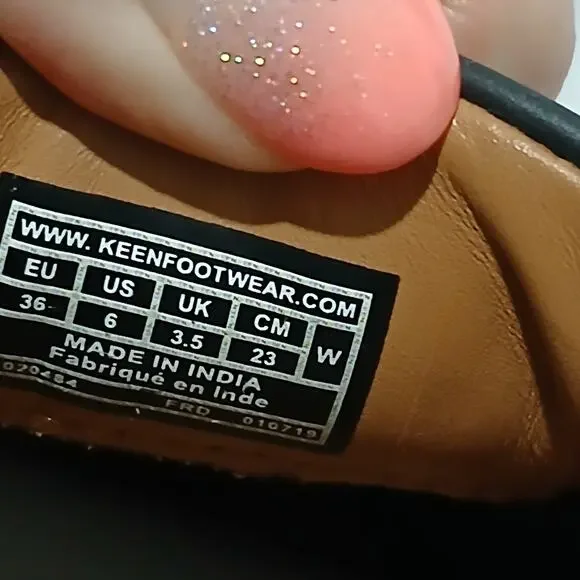 WWW. KEENFOOTWEAR.COM
EU US UK CM W
36 6 3.5 23
MADE IN INDIA
Fabriqué en Inde
020484 FRD 010719